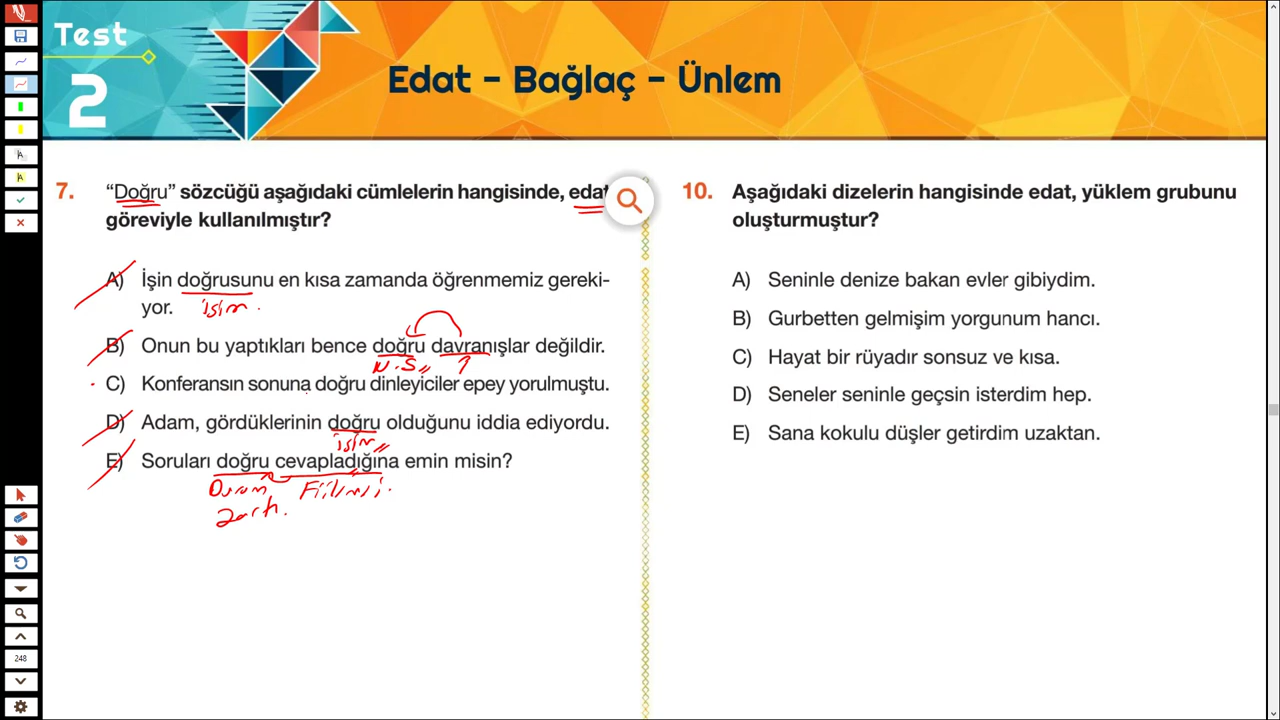 Test
2
Edat - Bağlaç - Ünlem
7. "Doğru" sözcüğü aşağıdaki cümlelerin hangisinde, edat
göreviyle kullanılmıştır?
A) İşin doğrusunu en kısa zamanda öğrenmemiz gereki-
yor.
isim
B) Onun bu yaptıkları bence doğru davranışlar değildir.
N.S
C) Konferansın sonuna doğru dinleyiciler epey yorulmuştu.
D) Adam, gördüklerinin doğru olduğunu iddia ediyordu.
isim
E) Soruları doğru cevapladığına emin misin?
Durum Fiilimsi.
Zarfı.
10. Aşağıdaki dizelerin hangisinde edat, yüklem grubunu
oluşturmuştur?
A) Seninle denize bakan evler gibiydim.
B) Gurbetten gelmişim yorgunum hancı.
C) Hayat bir rüyadır sonsuz ve kısa.
D) Seneler seninle geçsin isterdim hep.
E) Sana kokulu düşler getirdim uzaktan.
248